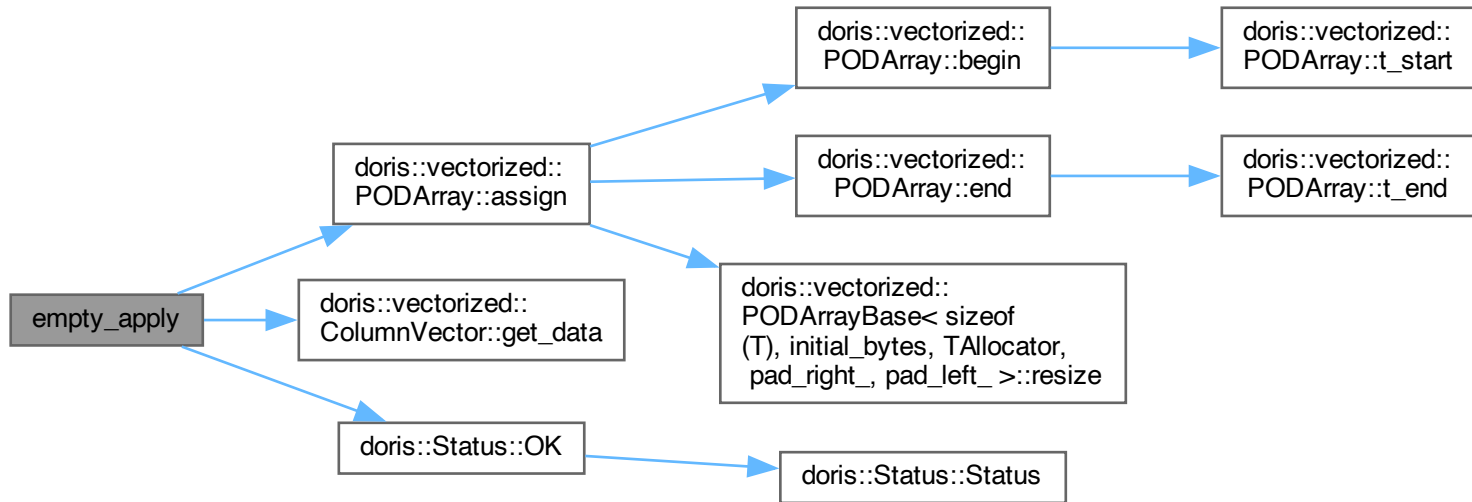 doris::vectorized::
PODArray::begin
doris::vectorized::
PODArray::t_start
doris::vectorized::
PODArray::assign
doris::vectorized::
PODArray::end
doris::vectorized::
PODArray::t_end
empty_apply
doris::vectorized::
ColumnVector::get_data
doris::vectorized::
PODArrayBase< sizeof
(T), initial_bytes, TAllocator,
pad_right_, pad_left_ >::resize
doris::Status::OK
doris::Status::Status